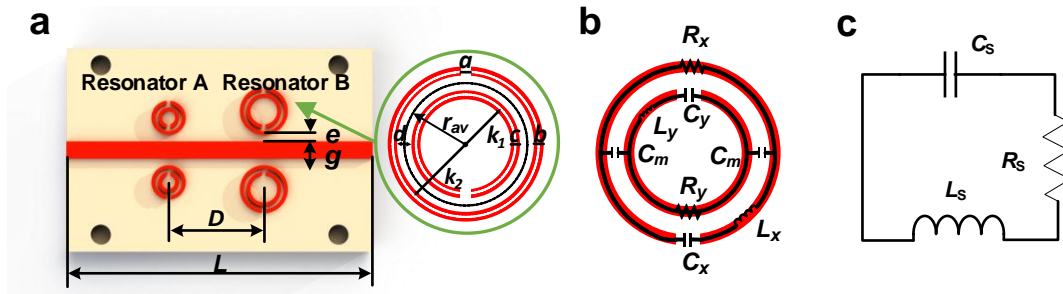 a
Resonator A Resonator B
e
g
D
L
a
d
r_av
k_1
c
b
k_2
b
R_x
C_y
L_y
C_m
C_m
R_y
L_x
C_x
c
C_S
R_S
L_S